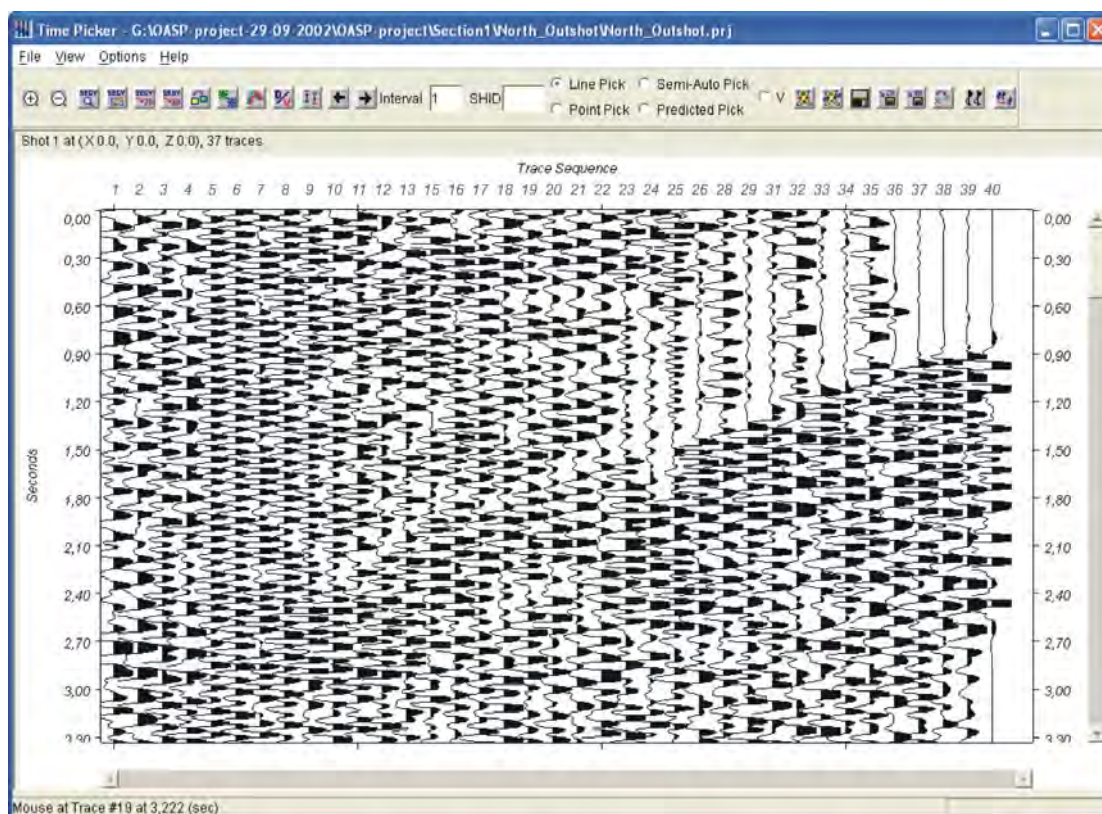 Time Picker - G:\OASP-project-29-09-2002\OASP-project\Section1\North_Outshot\North_Outshot.prj
File View Options Help
Interval 1 SHID Line Pick Semi-Auto Pick V
Point Pick Predicted Pick
Shot 1 at (X 0.0, Y 0.0, Z 0.0), 37 traces
Trace Sequence
1 2 3 4 5 6 7 8 9 10 11 12 13 15 16 17 18 19 20 21 22 23 24 25 26 28 29 31 32 33 34 35 36 37 38 39 40
0,00 0,00
0,30 0,30
0,60 0,60
0,90 0,90
1,20 1,20
1,50 1,50
Seconds
1,80 1,80
2,10 2,10
2,40 2,40
2,70 2,70
3,00 3,00
3,30 3,30
Mouse at Trace #19 at 3,222 (sec)